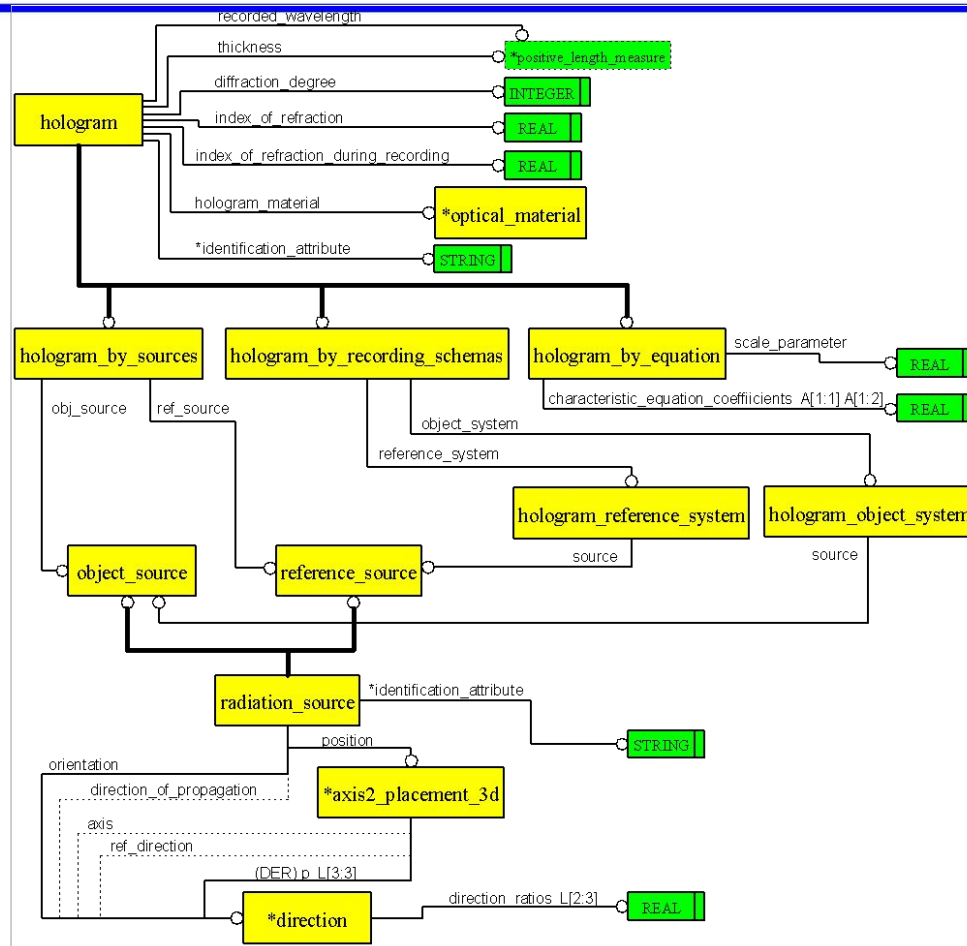 recorded_wavelength
thickness
*positive_length_measure
diffraction_degree
INTEGER
hologram
index_of_refraction
REAL
index_of_refraction_during_recording
REAL
hologram_material
*optical_material
*identification_attribute
STRING
hologram_by_sources
hologram_by_recording_schemas
hologram_by_equation
scale_parameter
REAL
characteristic_equation_coeffiicients A[1:1] A[1:2]
REAL
obj_source
ref_source
object_system
reference_system
hologram_reference_system
hologram_object_system
source
source
object_source
reference_source
radiation_source
*identification_attribute
STRING
position
orientation
direction_of_propagation
*axis2_placement_3d
axis
ref_direction
(DER) p L[3:3]
*direction
direction_ratios L[2:3]
REAL